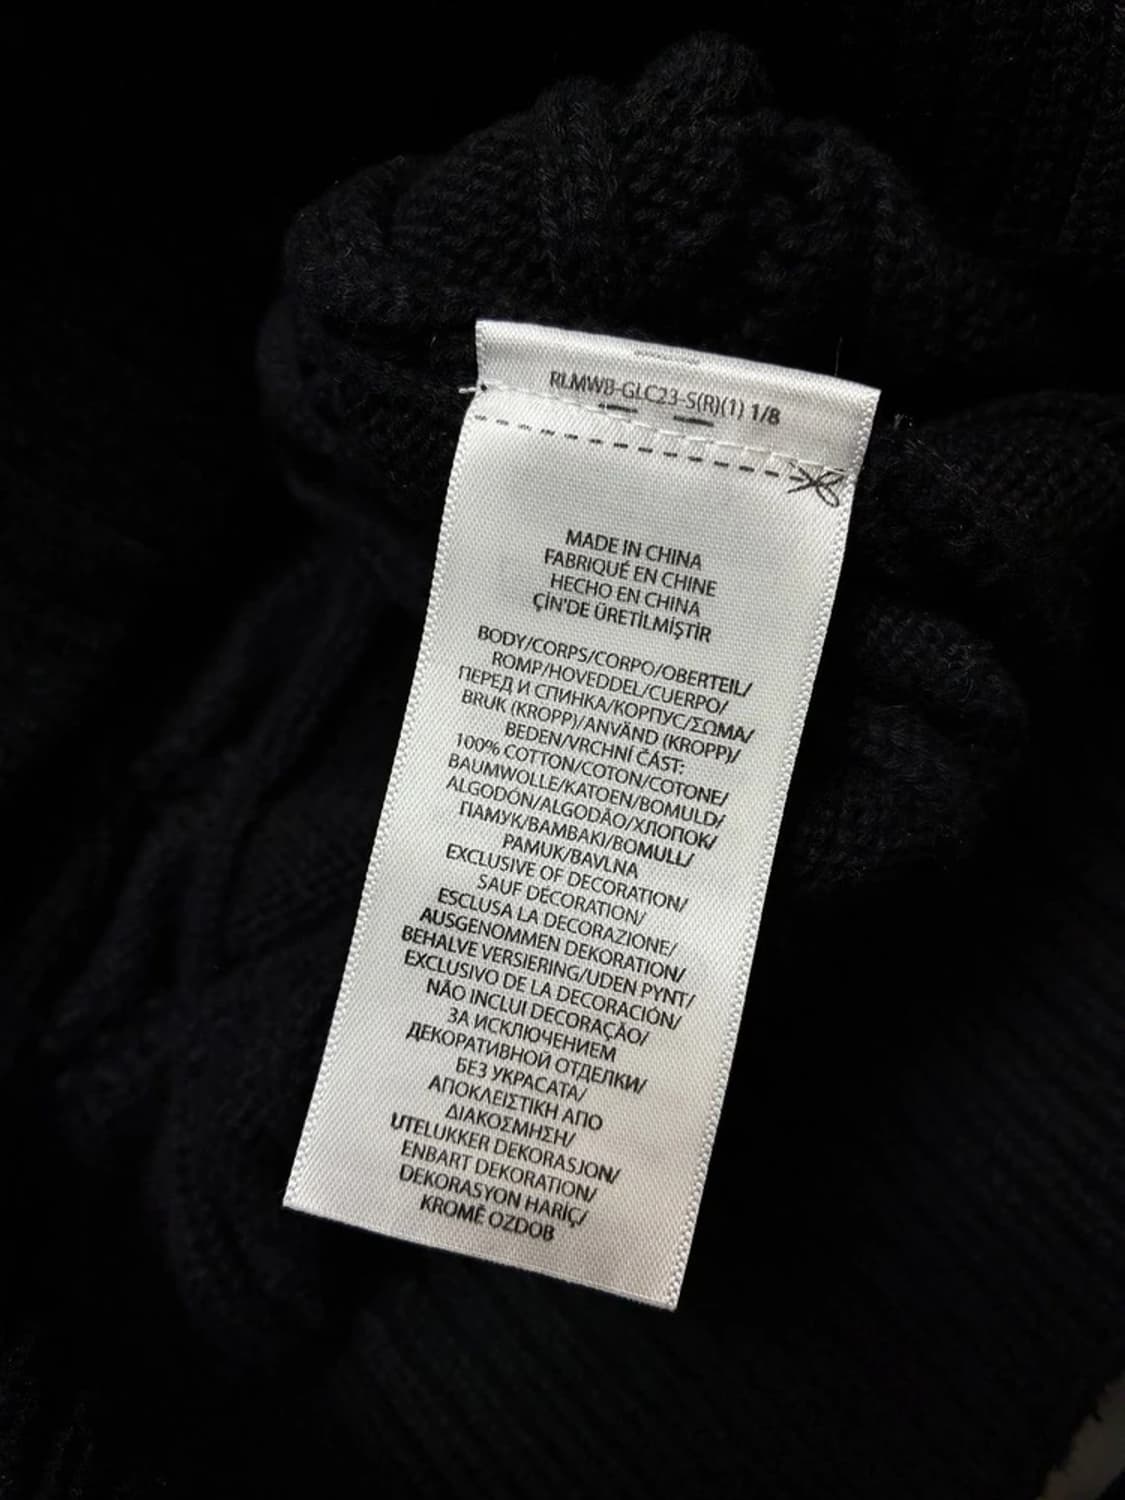 RLMWB-GLC23-S(R)(1) 1/8
MADE IN CHINA
FABRIQUÉ EN CHINE
HECHO EN CHINA
ÇİN'DE ÜRETİLMİŞTİR
BODY/CORPS/CORPO/OBERTEIL/
ROMP/HOVEDDEL/CUERPO/
ПЕРЕД И СПИНКА/КОРПУС/ΣΩΜΑ/
BRUK (KROPP)/ANVÄND (KROPP)/
BEDEN/VRCHNÍ ČÁST:
100% COTTON/COTON/COTONE/
BAUMWOLLE/KATOEN/BOMULD/
ALGODÓN/ALGODÃO/ХЛОПОК/
ПАМУК/ΒΑΜΒΑΚΙ/BOMULL/
PAMUK/BAVLNA
EXCLUSIVE OF DECORATION/
SAUF DÉCORATION/
ESCLUSA LA DECORAZIONE/
AUSGENOMMEN DEKORATION/
BEHALVE VERSIERING/UDEN PYNT/
EXCLUSIVO DE LA DECORACIÓN/
NÃO INCLUI DECORAÇÃO/
ЗА ИСКЛЮЧЕНИЕМ
ДЕКОРАТИВНОЙ ОТДЕЛКИ/
БЕЗ УКРАСАТА/
ΑΠΟΚΛΕΙΣΤΙΚΗ ΑΠΟ
ΔΙΑΚΟΣΜΗΣΗ/
UTELUKKER DEKORASJON/
ENBART DEKORATION/
DEKORASYON HARİÇ/
KROMĚ OZDOB